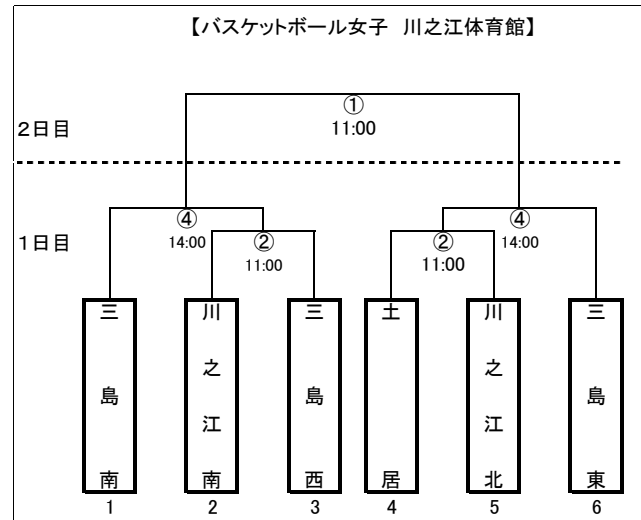 【バスケットボール女子 川之江体育館】
①
11:00
2日目
④
14:00
②
11:00
④
14:00
②
11:00
1日目
三島南
川之江南
三島西
土居
川之江北
三島東
1 2 3 4 5 6